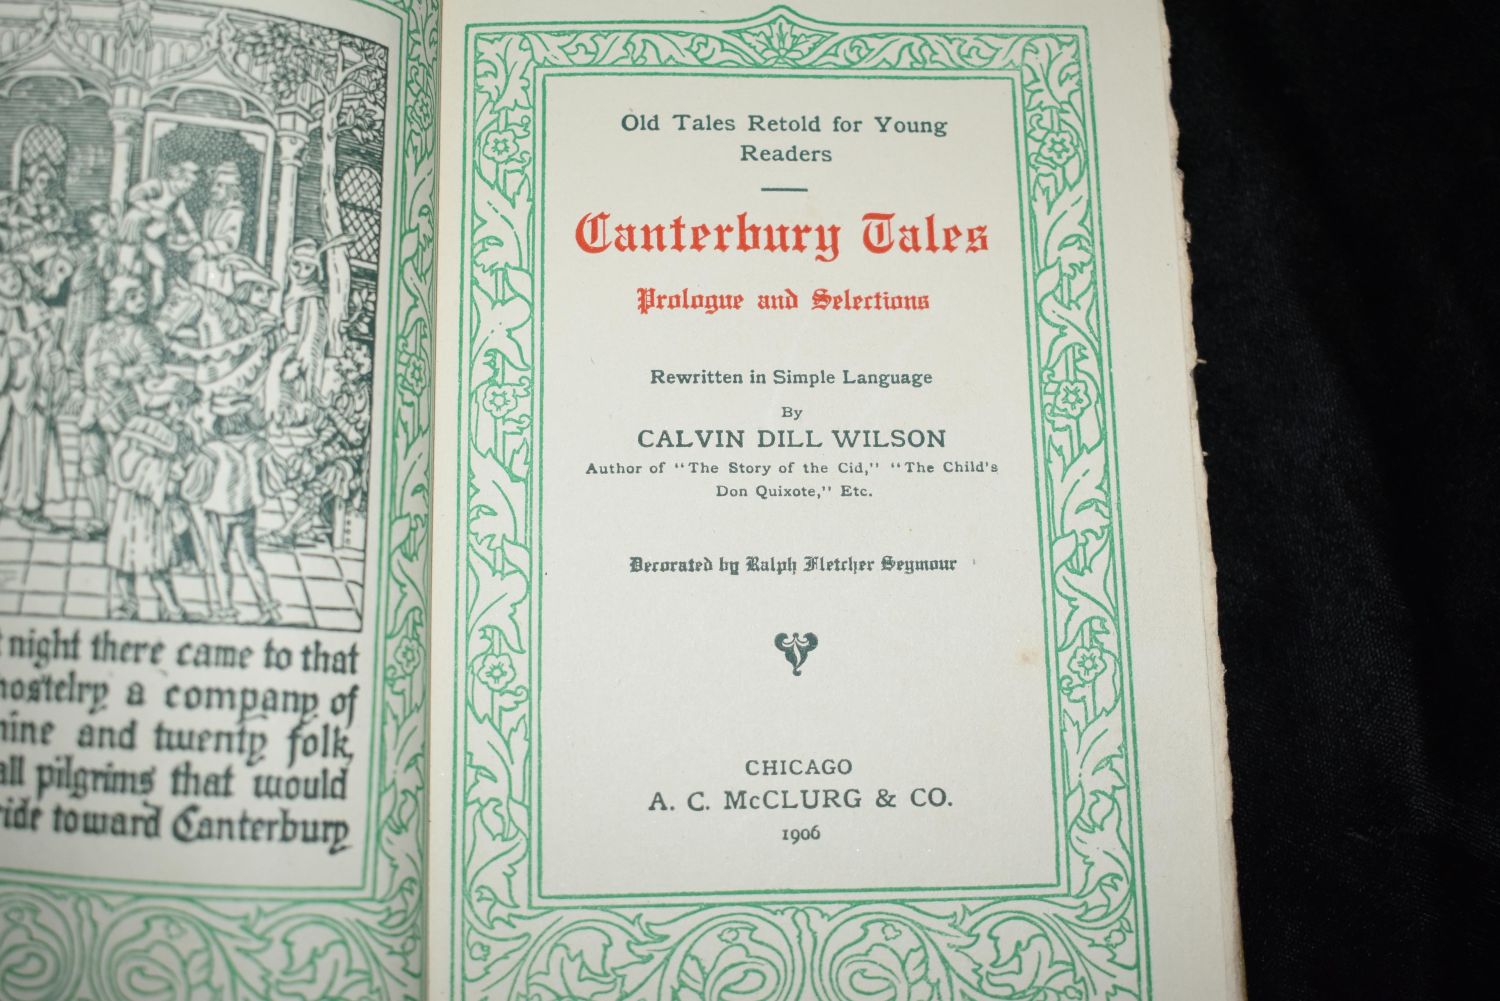 night there came to that
hostelry a company of
nine and twenty folk,
all pilgrims that would
ride toward Canterbury
Old Tales Retold for Young
Readers
Canterbury Tales
Prologue and Selections
Rewritten in Simple Language
By
CALVIN DILL WILSON
Author of "The Story of the Cid," "The Child's
Don Quixote," Etc.
Decorated by Ralph Fletcher Seymour
CHICAGO
A. C. McCLURG & CO.
1906